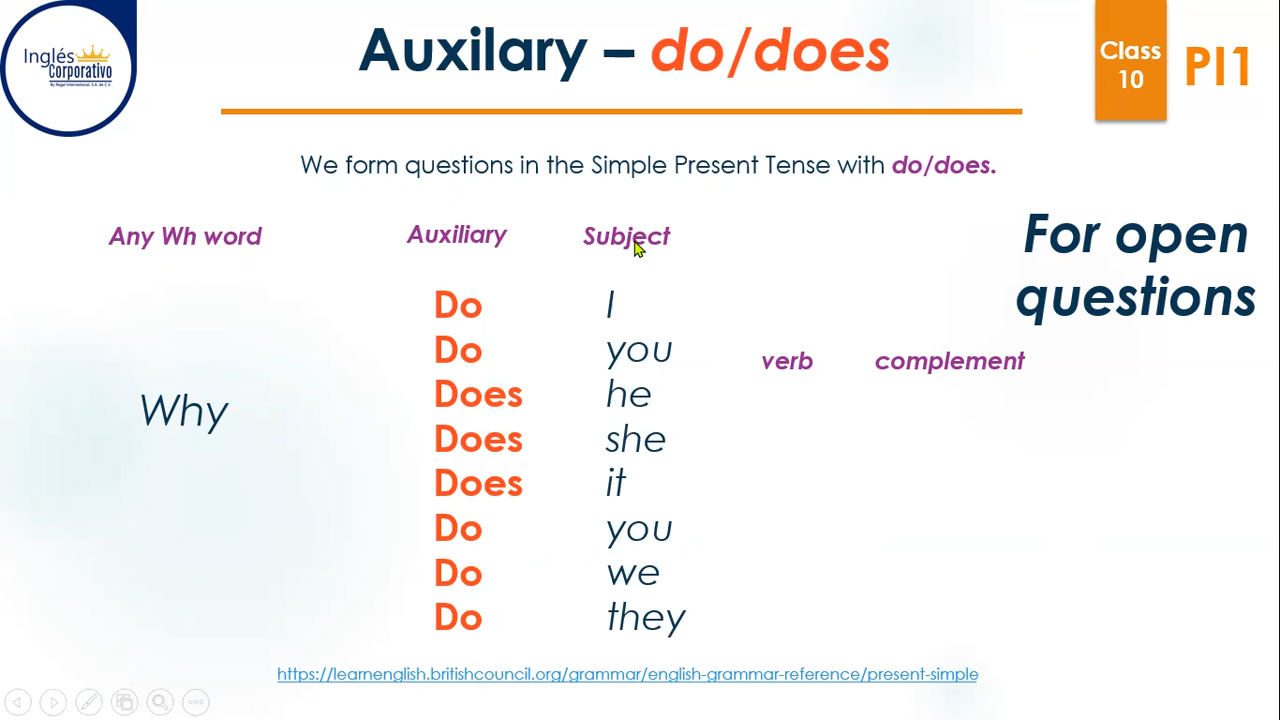 Inglés
Corporativo
By Regal International, S.A. de C.V.
Auxilary – do/does
Class
10
PI1
We form questions in the Simple Present Tense with do/does.
Any Wh word
Auxiliary
Subject
For open
questions
verb
complement
Why
Do I
Do you
Does he
Does she
Does it
Do you
Do we
Do they
https://learnenglish.britishcouncil.org/grammar/english-grammar-reference/present-simple